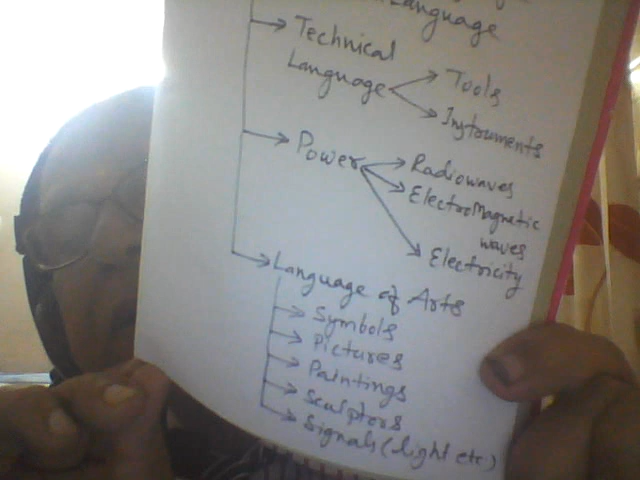 Language
Technical
Language
Tools
Instruments
Power
Radiowaves
ElectroMagnetic
waves
Electricity
Language of Arts
Symbols
Pictures
Paintings
Sculptors
Signals (light etc.)